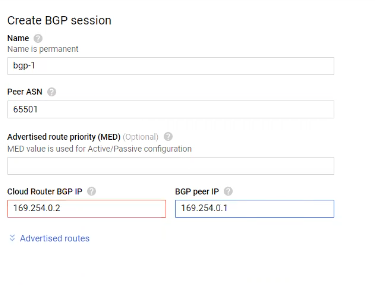 Create BGP session
Name
Name is permanent
bgp-1
Peer ASN
65501
Advertised route priority (MED) (Optional)
MED value is used for Active/Passive configuration
Cloud Router BGP IP BGP peer IP
169.254.0.2 169.254.0.1
Advertised routes